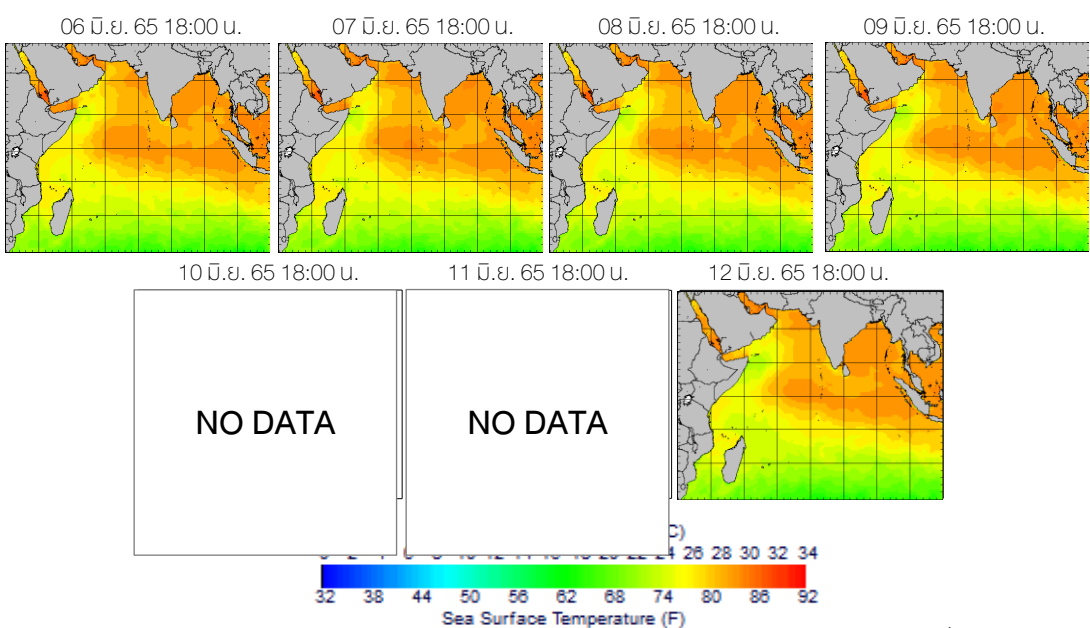 06 มิ.ย. 65 18:00 น. 07 มิ.ย. 65 18:00 น. 08 มิ.ย. 65 18:00 น. 09 มิ.ย. 65 18:00 น.
10 มิ.ย. 65 18:00 น. 11 มิ.ย. 65 18:00 น. 12 มิ.ย. 65 18:00 น.
NO DATA NO DATA
C)
26 28 30 32 34
32 38 44 50 56 62 68 74 80 86 92
Sea Surface Temperature (F)